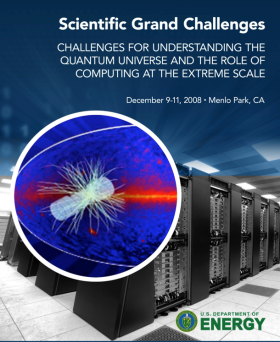 Scientific Grand Challenges
CHALLENGES FOR UNDERSTANDING THE
QUANTUM UNIVERSE AND THE ROLE OF
COMPUTING AT THE EXTREME SCALE
December 9-11, 2008 • Menlo Park, CA
U.S. DEPARTMENT OF
ENERGY